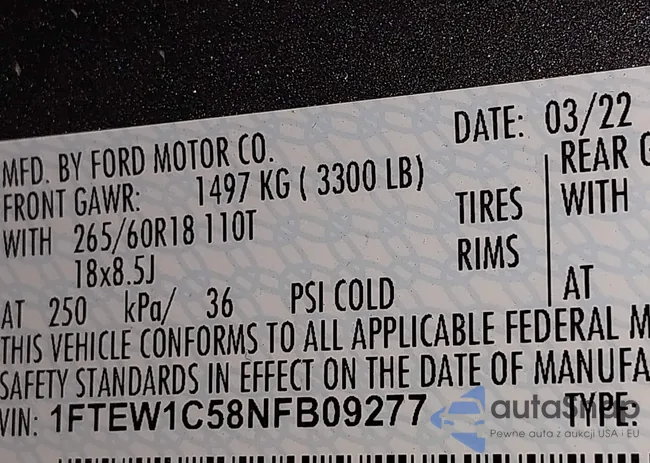 DATE: 03/22
MFD. BY FORD MOTOR CO.
FRONT GAWR: 1497 KG ( 3300 LB) REAR G
WITH 265/60R18 110T TIRES WITH
18x8.5J RIMS
AT 250 kPa/ 36 PSI COLD AT
THIS VEHICLE CONFORMS TO ALL APPLICABLE FEDERAL M
SAFETY STANDARDS IN EFFECT ON THE DATE OF MANUFA
VIN: 1FTEW1C58NFB09277 TYPE:
autaShop
Pewne auta z aukcji USA i EU